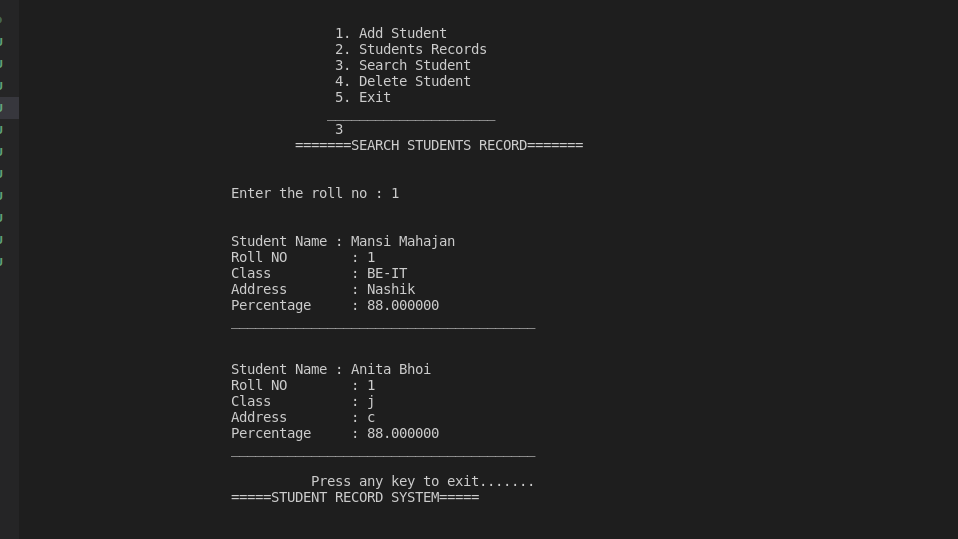 1. Add Student
2. Students Records
3. Search Student
4. Delete Student
5. Exit
_____________________
3
=======SEARCH STUDENTS RECORD=======
Enter the roll no : 1
Student Name : Mansi Mahajan
Roll NO : 1
Class : BE-IT
Address : Nashik
Percentage : 88.000000
______________________________________
Student Name : Anita Bhoi
Roll NO : 1
Class : j
Address : c
Percentage : 88.000000
______________________________________
Press any key to exit.......
=====STUDENT RECORD SYSTEM=====